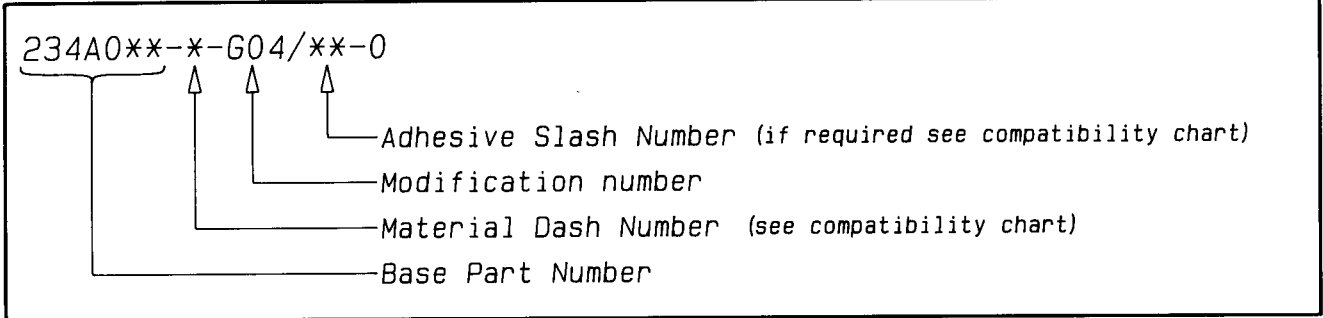 234A0**-*-G04/**-0
Adhesive Slash Number (if required see compatibility chart)
Modification number
Material Dash Number (see compatibility chart)
Base Part Number